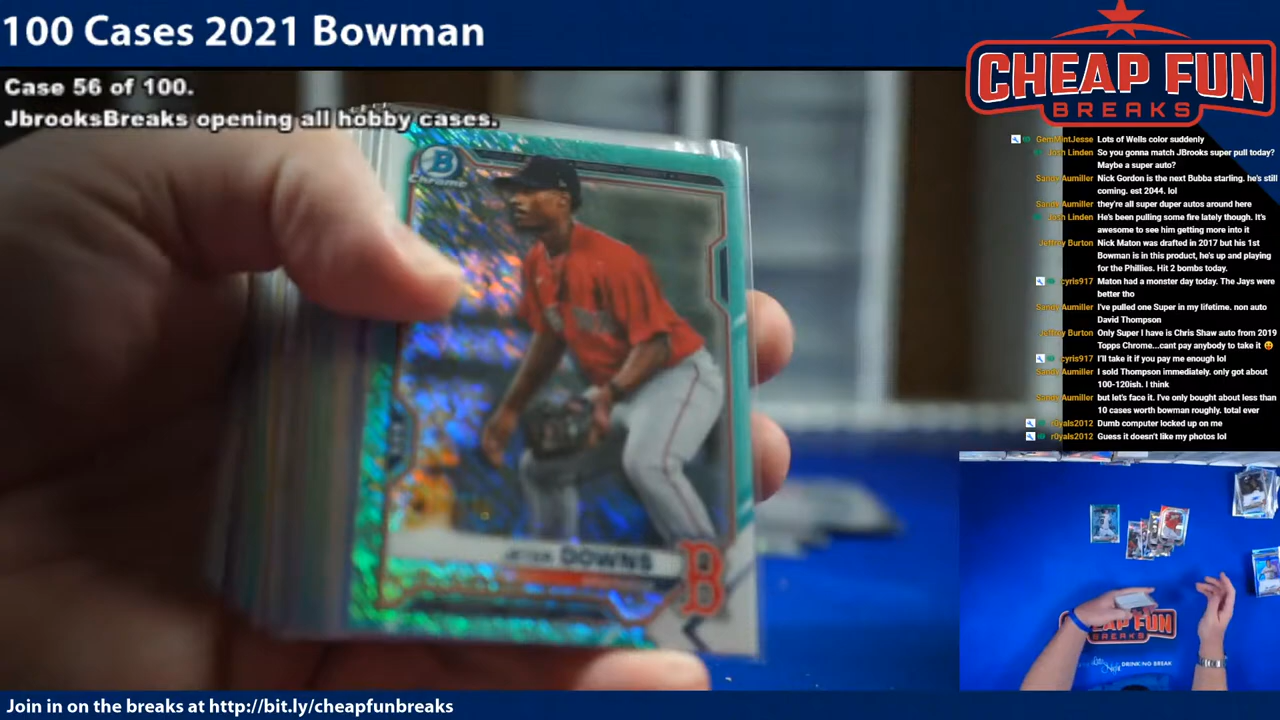 100 Cases 2021 Bowman
Case 56 of 100.
JbrooksBreaks opening all hobby cases.
CHEAP FUN
BREAKS
GemMintJesse Lots of Wells color suddenly
Josh Linden So you gonna match JBrooks super pull today?
Maybe a super auto?
Sandy Aumiller Nick Gordon is the next Bubba starling. he's still
coming. est 2044. lol
Sandy Aumiller they're all super duper autos around here
Josh Linden He's been pulling some fire lately though. It's
awesome to see him getting more into it
Jeffroy Burton Nick Maton was drafted in 2017 but his 1st
Bowman is in this product, he's up and playing
for the Phillies. Hit 2 bombs today.
cyris917 Maton had a monster day today. The Jays were
better tho
Sandy Aumiller I've pulled one Super in my lifetime. non auto
David Thompson
Jeffroy Burton Only Super I have is Chris Shaw auto from 2019
Topps Chrome...cant pay anybody to take it
cyris917 I'll take it if you pay me enough lol
Sandy Aumiller I sold Thompson immediately. only got about
100-120ish. I think
Sandy Aumiller but let's face it. I've only bought about less than
10 cases worth bowman roughly. total ever
r0yals2012 Dumb computer locked up on me
r0yals2012 Guess it doesn't like my photos lol
B
Chrome
JETER DOWNS
B
CHEAP FUN
BREAKS
DRINKING BREAK
Join in on the breaks at http://bit.ly/cheapfunbreaks